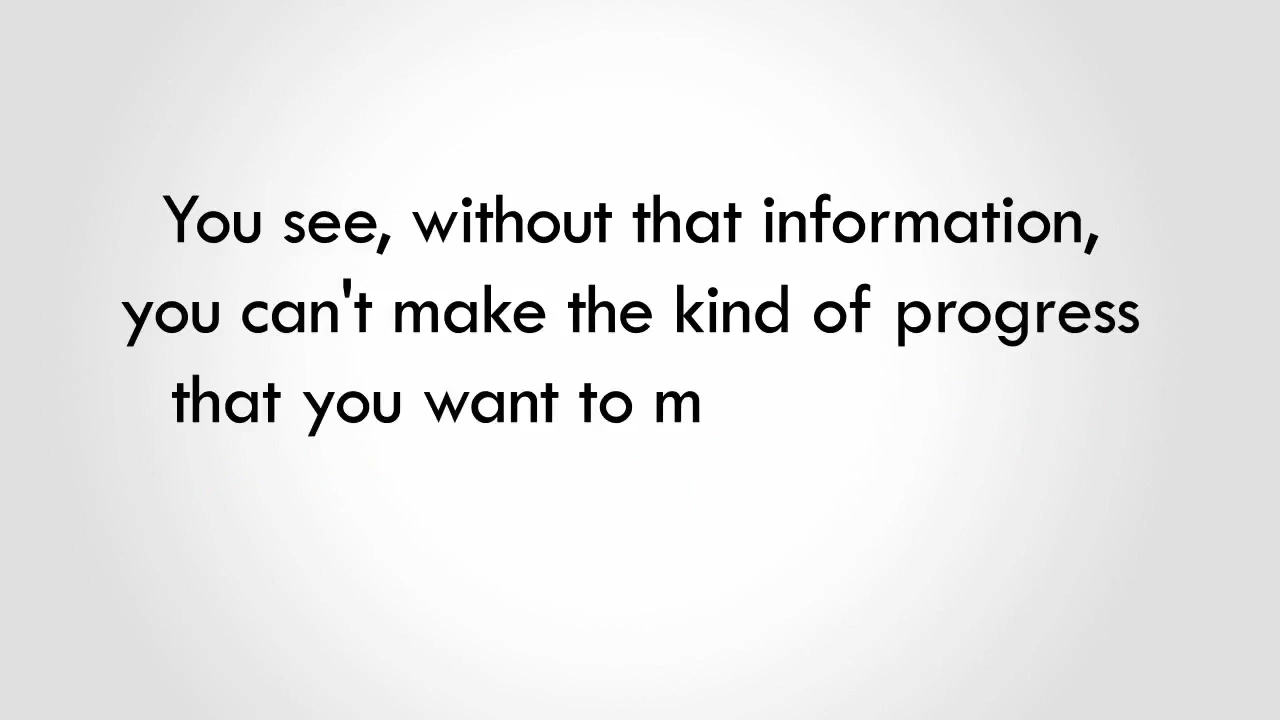 You see, without that information,
you can't make the kind of progress
that you want to m